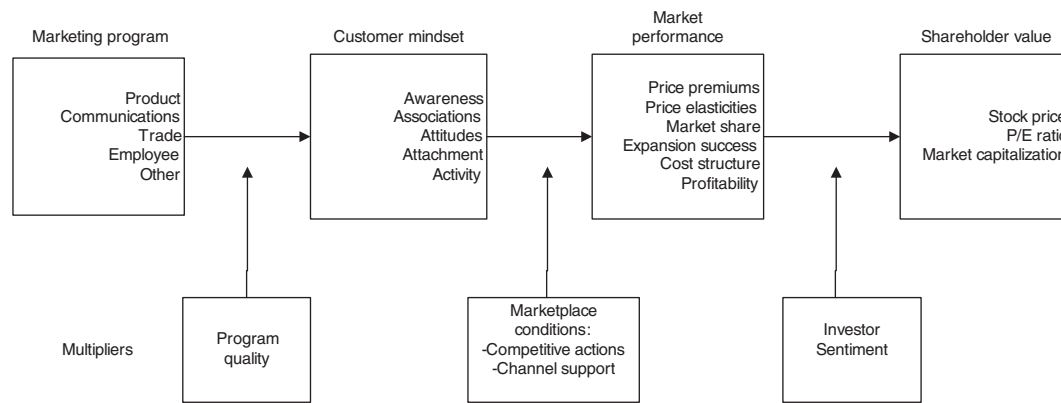 Marketing program
Product
Communications
Trade
Employee
Other
Customer mindset
Awareness
Associations
Attitudes
Attachment
Activity
Market
performance
Price premiums
Price elasticities
Market share
Expansion success
Cost structure
Profitability
Shareholder value
Stock price
P/E ratio
Market capitalization
Multipliers
Program
quality
Marketplace
conditions:
-Competitive actions
-Channel support
Investor
Sentiment